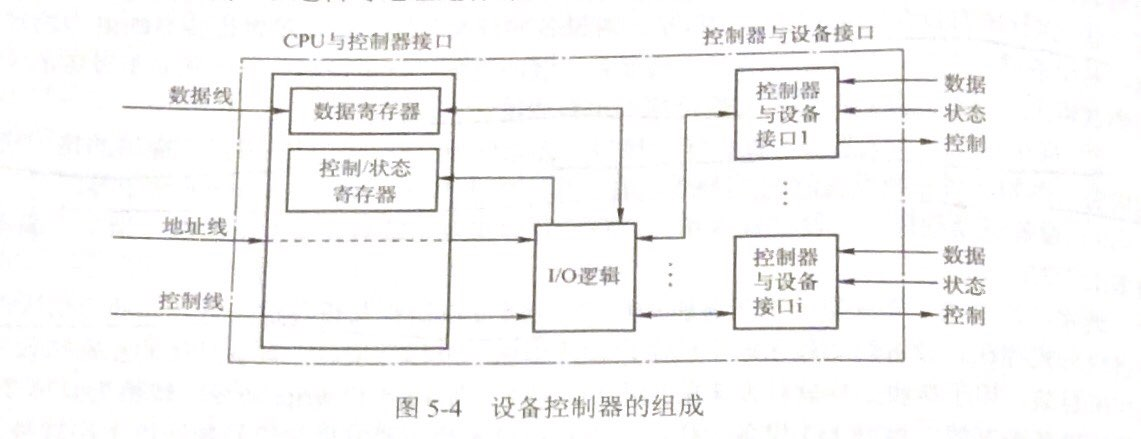 CPU与控制器接口
控制器与设备接口
数据线
数据寄存器
控制/状态
寄存器
地址线
控制线
I/O逻辑
控制器
与设备
接口1
数据
状态
控制
⋮
⋮
控制器
与设备
接口i
数据
状态
控制
图 5-4 设备控制器的组成